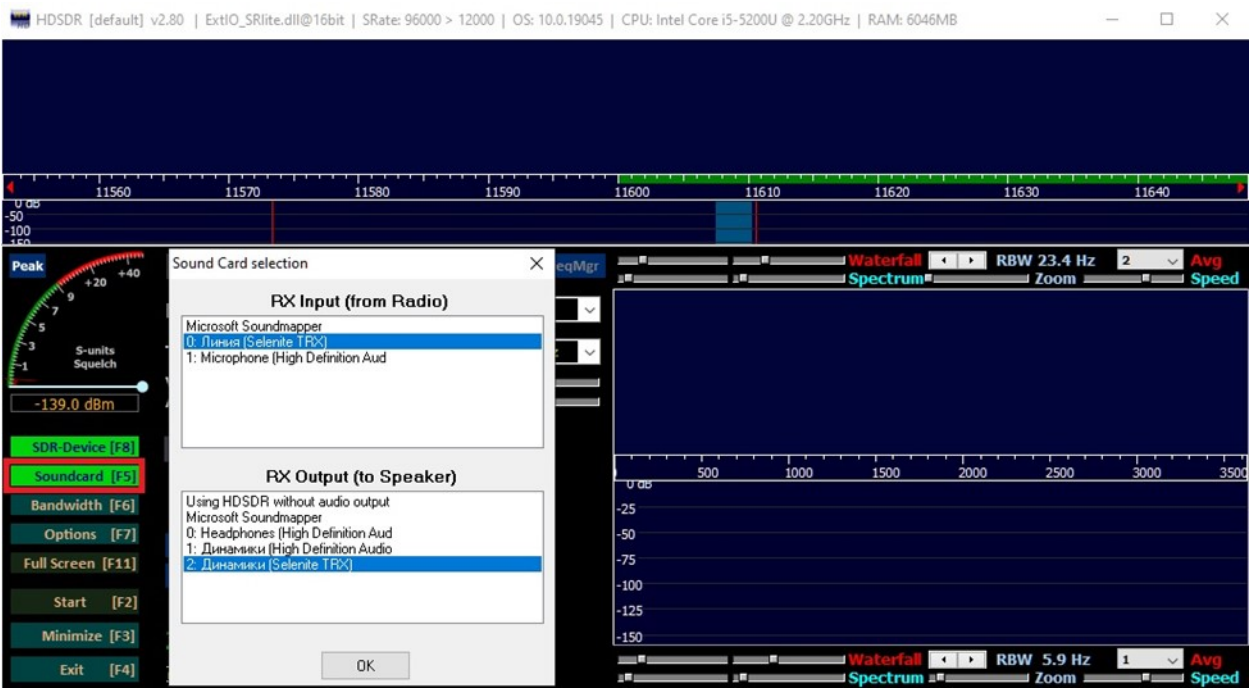 HDSDR [default] v2.80 | ExtIO_SRlite.dll@16bit | SRate: 96000 > 12000 | OS: 10.0.19045 | CPU: Intel Core i5-5200U @ 2.20GHz | RAM: 6046MB
11560 11570 11580 11590 11600 11610 11620 11630 11640
0 dB
-50
-100
-150
Peak
1 3 5 7 9 +20 +40
S-units
Squelch
-139.0 dBm
SDR-Device [F8]
Soundcard [F5]
Bandwidth [F6]
Options [F7]
Full Screen [F11]
Start [F2]
Minimize [F3]
Exit [F4]
Sound Card selection
RX Input (from Radio)
Microsoft Soundmapper
0: Линия (Selenite TRX)
1: Microphone (High Definition Aud
RX Output (to Speaker)
Using HDSDR without audio output
Microsoft Soundmapper
0: Headphones (High Definition Aud
1: Динамики (High Definition Audio
2: Динамики (Selenite TRX)
OK
eqMgr
Waterfall RBW 23.4 Hz 2 Avg
Spectrum Zoom Speed
500 1000 1500 2000 2500 3000 3500
0 dB
-25
-50
-75
-100
-125
-150
Waterfall RBW 5.9 Hz 1 Avg
Spectrum Zoom Speed